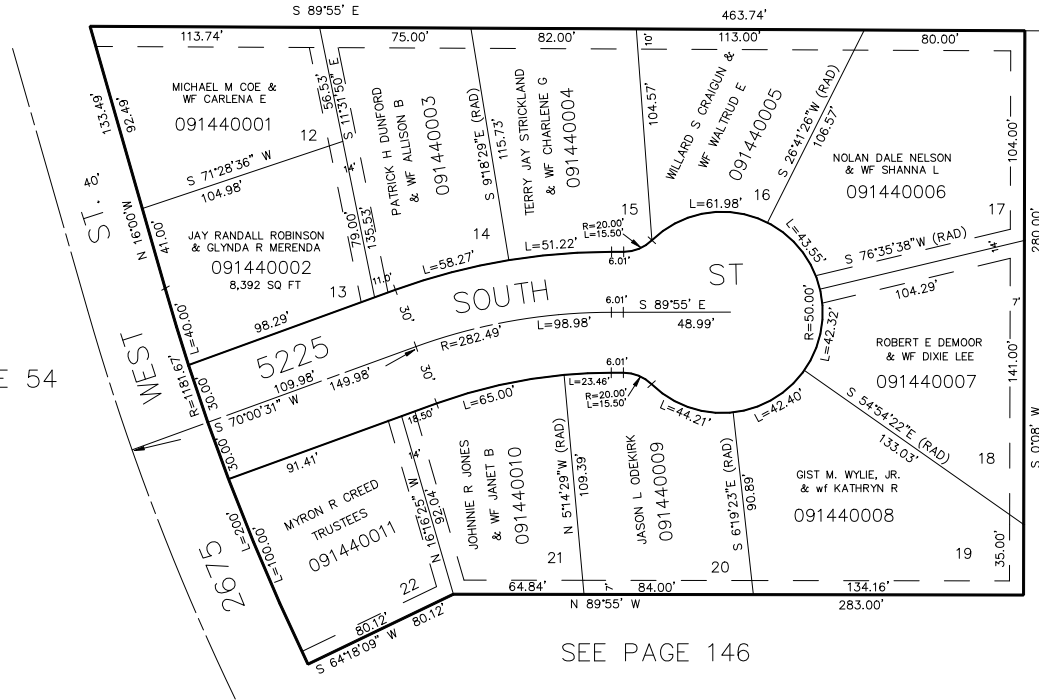 S 89°55' E
463.74'
113.74'
75.00'
82.00'
10'
113.00'
80.00'
133.49'
92.49'
MICHAEL M COE &
WF CARLENA E
091440001
12
56.53'
S 11°31'50" E
PATRICK H DUNFORD
& WF ALLISON B
091440003
S 9°18'29"E (RAD)
115.73'
TERRY JAY STRICKLAND
& WF CHARLENE G
091440004
104.57'
WILLARD S CRAIGUN &
WF WALTRUD E
091440005
S 26°41'26"W (RAD)
106.57'
NOLAN DALE NELSON
& WF SHANNA L
091440006
104.00'
S 71°28'36" W
104.98'
14'
40'
ST.
N 16°00'W
41.00'
JAY RANDALL ROBINSON
& GLYNDA R MERENDA
091440002
8,392 SQ FT
79.00'
135.53'
13
11.0'
14
15
16
17
R=20.00'
L=15.50'
L=61.98'
L=43.55'
S 76°35'38"W (RAD)
14'
280.00'
L=58.27'
L=51.22'
6.01'
104.29'
7'
98.29'
L=40.00'
R=1181.67'
WEST
E 54
30'
SOUTH
ST
5225
6.01'
S 89°55' E
R=282.49'
L=98.98'
48.99'
R=50.00'
L=42.32'
ROBERT E DEMOOR
& WF DIXIE LEE
091440007
141.00'
109.98'
149.98'
S 70°00'31" W
30.00'
30.00'
30'
6.01'
L=23.46'
R=20.00'
L=15.50'
L=65.00'
18.50'
L=44.21'
L=42.40'
S 54°54'22"E (RAD)
133.03'
S 0°08' W
91.41'
14'
MYRON R CREED
TRUSTEES
091440011
N 16°16'25" W
92.04'
JOHNNIE R JONES
& WF JANET B
091440010
N 5°14'29"W (RAD)
109.39'
JASON L ODEKIRK
091440009
S 6°19'23"E (RAD)
90.89'
GIST M. WYLIE, JR.
& wf KATHRYN R
091440008
18
19
35.00'
L=200'
L=100.00'
2675
22
21
20
64.84'
7'
84.00'
134.16'
N 89°55' W
283.00'
80.12'
80.12'
S 64°18'09" W
SEE PAGE 146